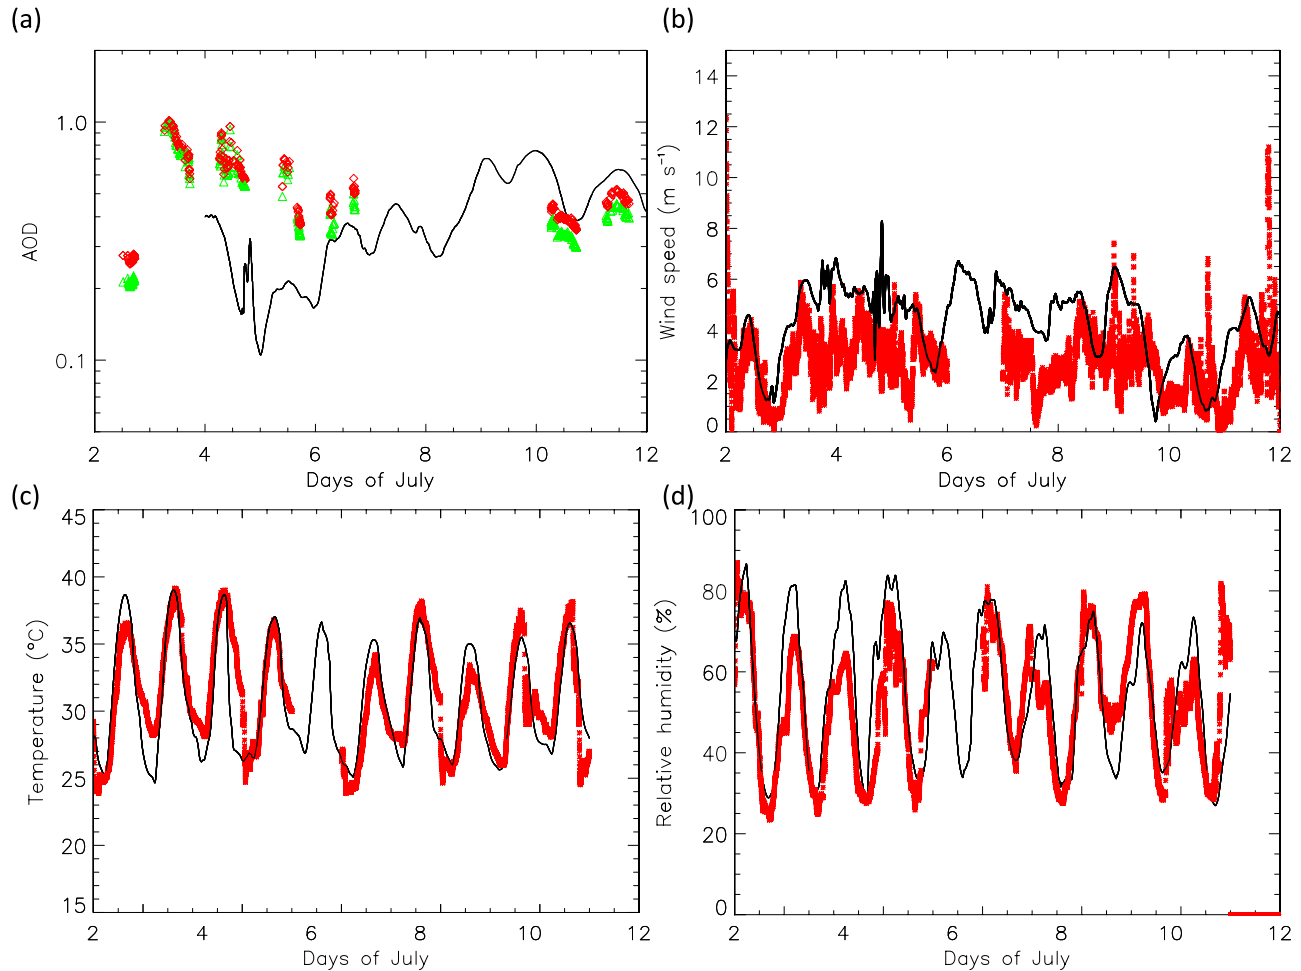 (a)
1.0
0.1
AOD
2 4 6 8 10 12
Days of July
(b)
14
12
10
8
6
4
2
0
Wind speed (m s⁻¹)
2 4 6 8 10 12
Days of July
(c)
45
40
35
30
25
20
15
Temperature (°C)
2 4 6 8 10 12
Days of July
(d)
100
80
60
40
20
0
Relative humidity (%)
2 4 6 8 10 12
Days of July